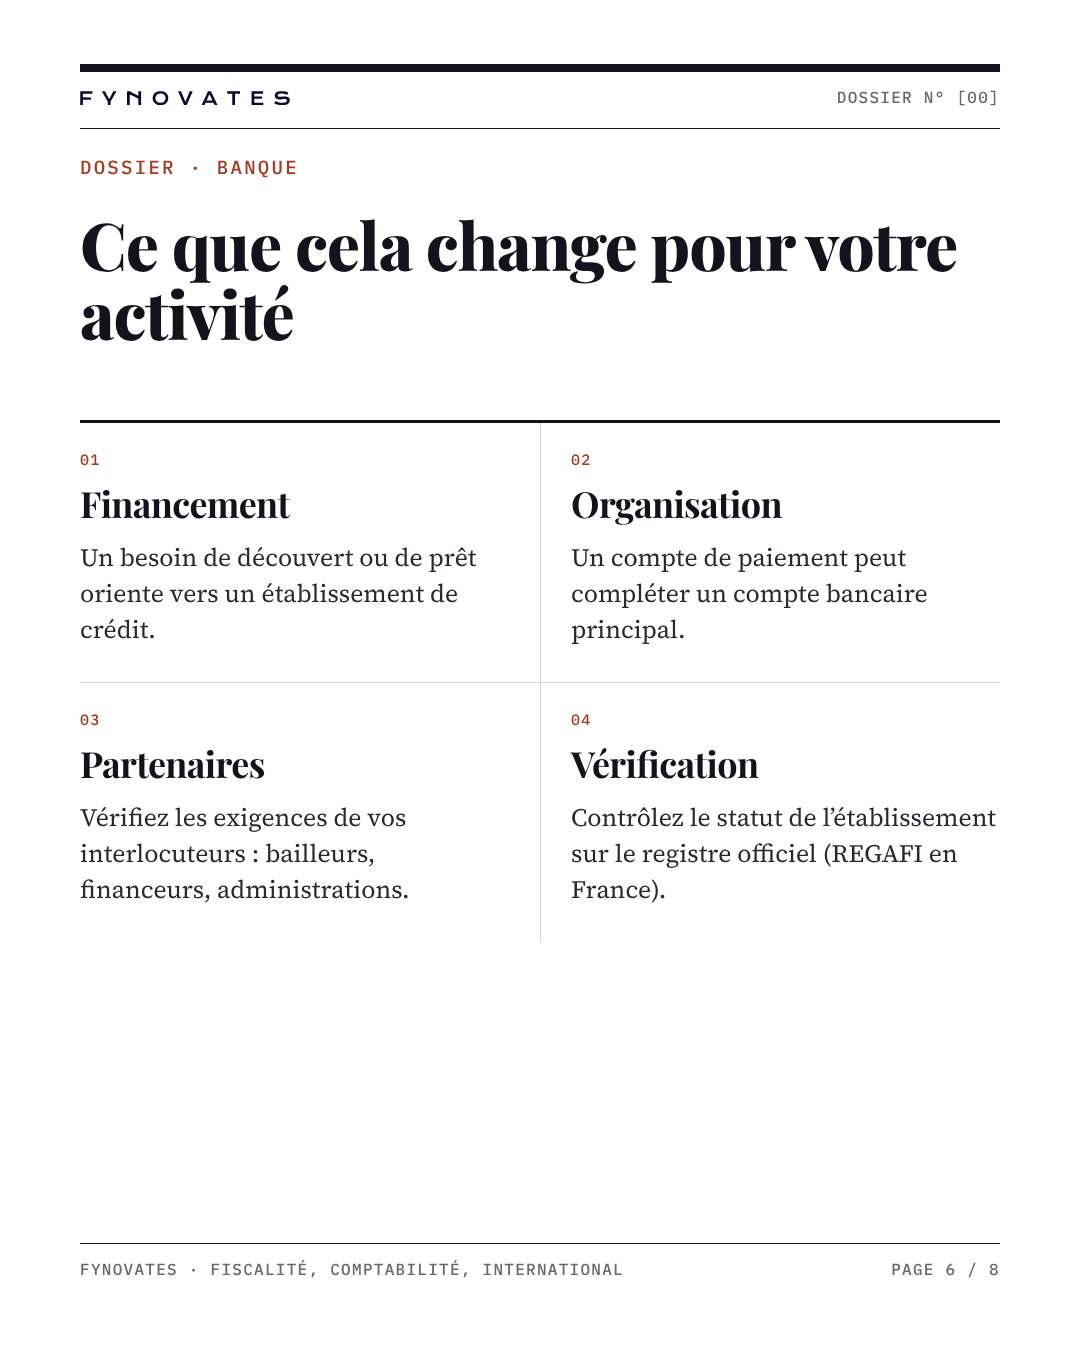 FYNOVATES
DOSSIER N° [00]
DOSSIER · BANQUE
Ce que cela change pour votre
activité
01
Financement
Un besoin de découvert ou de prêt
oriente vers un établissement de
crédit.
02
Organisation
Un compte de paiement peut
compléter un compte bancaire
principal.
03
Partenaires
Vérifiez les exigences de vos
interlocuteurs : bailleurs,
financeurs, administrations.
04
Vérification
Contrôlez le statut de l’établissement
sur le registre officiel (REGAFI en
France).
FYNOVATES · FISCALITÉ, COMPTABILITÉ, INTERNATIONAL
PAGE 6 / 8